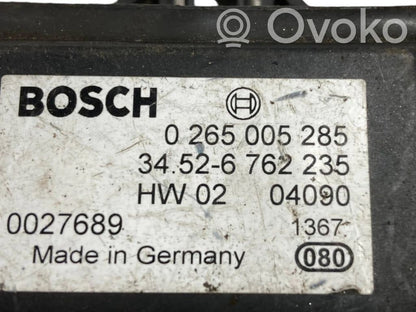 Ovoko
BOSCH
0 265 005 285
34.52-6 762 235
HW 02 04090
0027689 1367
Made in Germany 080